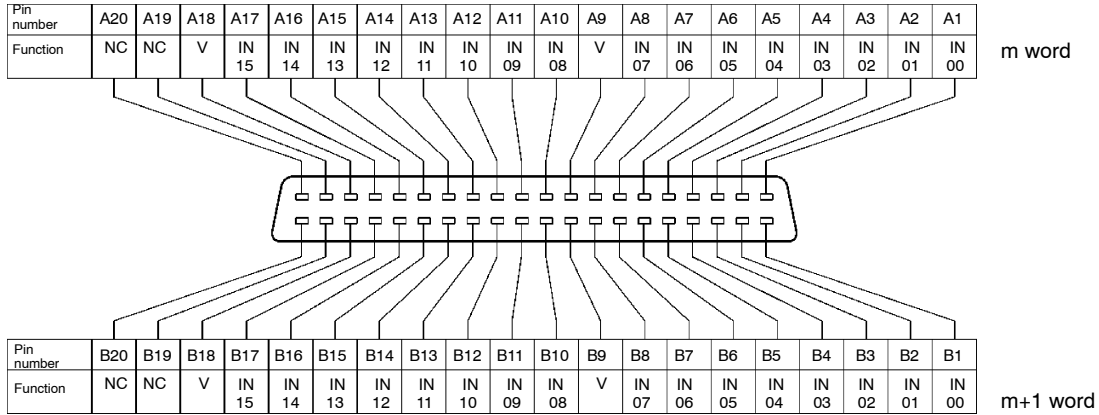 Pin number A20 A19 A18 A17 A16 A15 A14 A13 A12 A11 A10 A9 A8 A7 A6 A5 A4 A3 A2 A1
Function NC NC V IN 15 IN 14 IN 13 IN 12 IN 11 IN 10 IN 09 IN 08 V IN 07 IN 06 IN 05 IN 04 IN 03 IN 02 IN 01 IN 00
m word
Pin number B20 B19 B18 B17 B16 B15 B14 B13 B12 B11 B10 B9 B8 B7 B6 B5 B4 B3 B2 B1
Function NC NC V IN 15 IN 14 IN 13 IN 12 IN 11 IN 10 IN 09 IN 08 V IN 07 IN 06 IN 05 IN 04 IN 03 IN 02 IN 01 IN 00
m+1 word